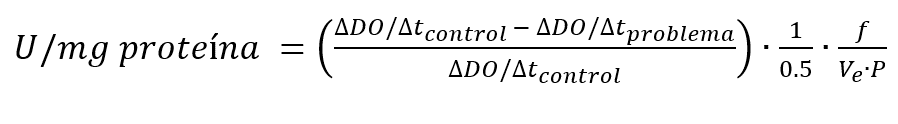 U/mg proteína = ((ΔDO/Δt_control − ΔDO/Δt_problema) / (ΔDO/Δt_control)) · 1/0.5 · f/(V_e·P)